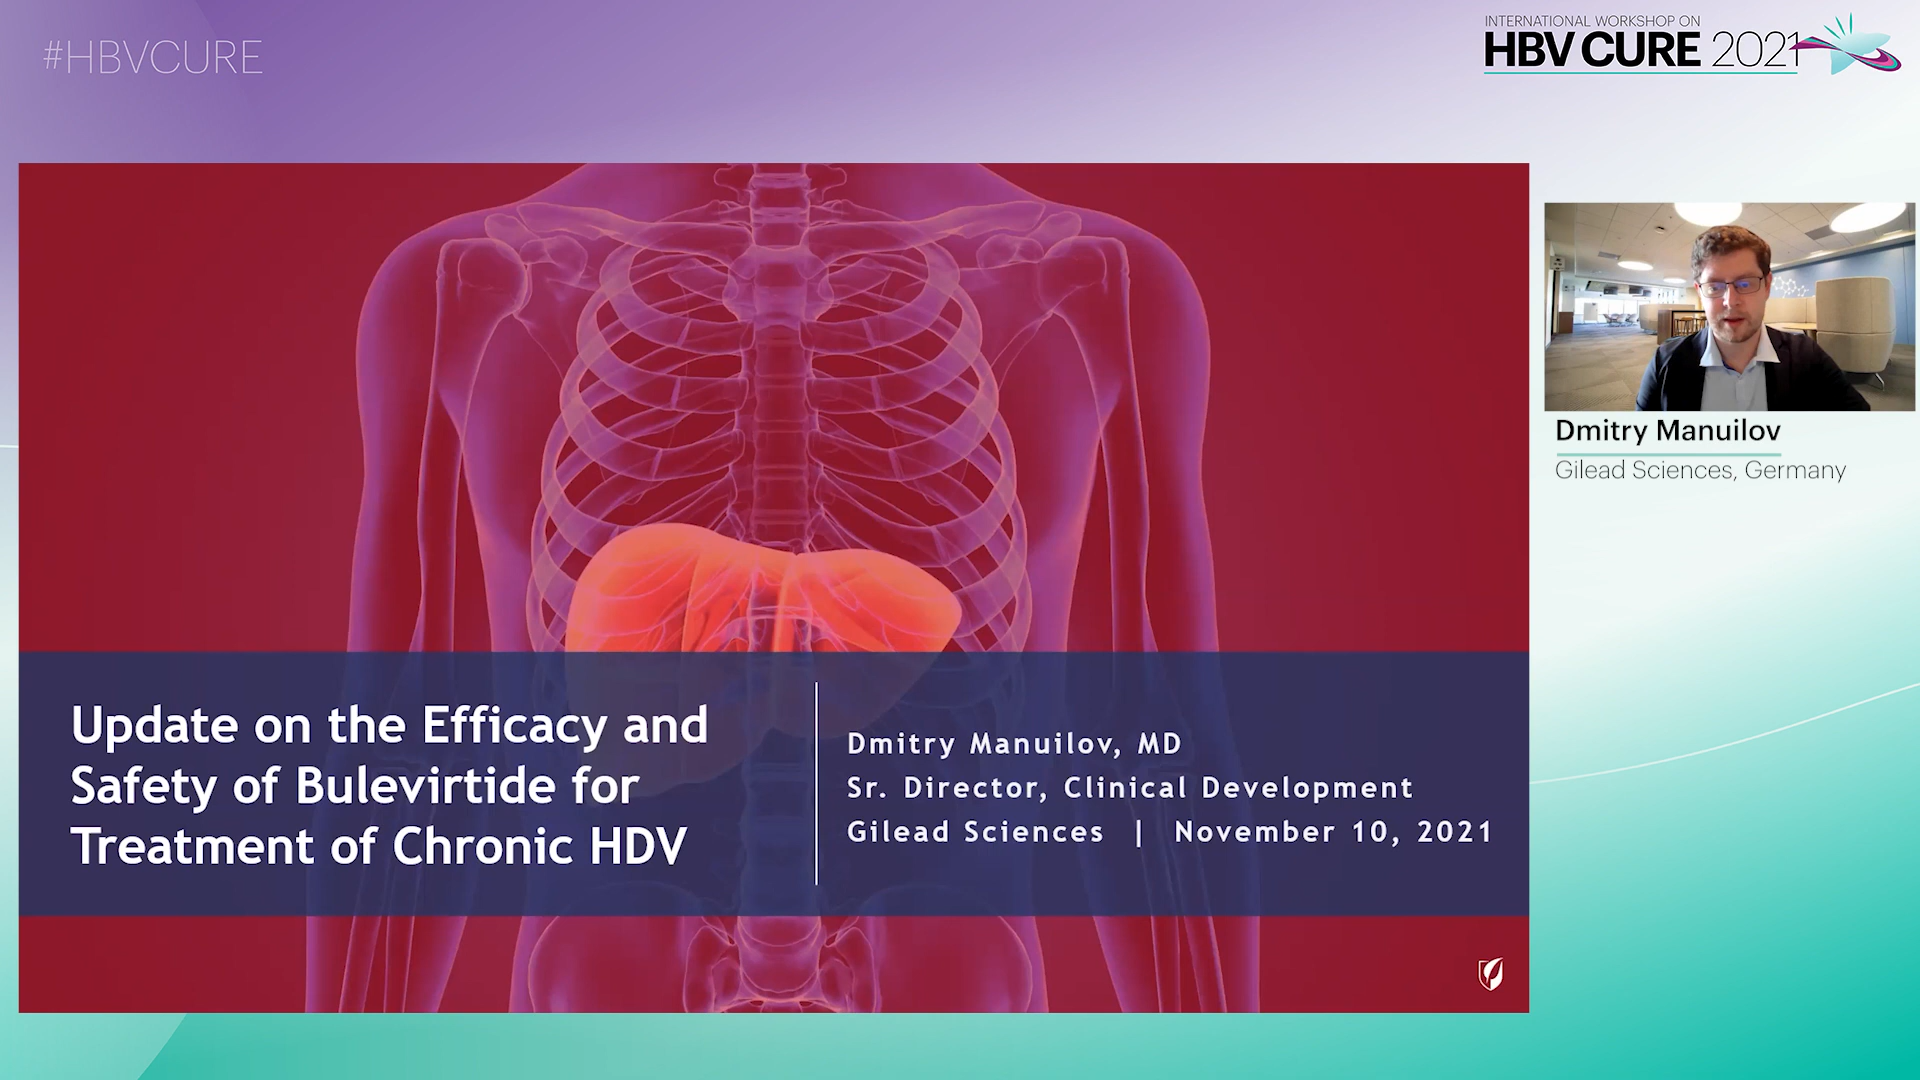 #HBVCURE
INTERNATIONAL WORKSHOP ON
HBV CURE 2021
Dmitry Manuilov
Gilead Sciences, Germany
Update on the Efficacy and
Safety of Bulevirtide for
Treatment of Chronic HDV
Dmitry Manuilov, MD
Sr. Director, Clinical Development
Gilead Sciences | November 10, 2021